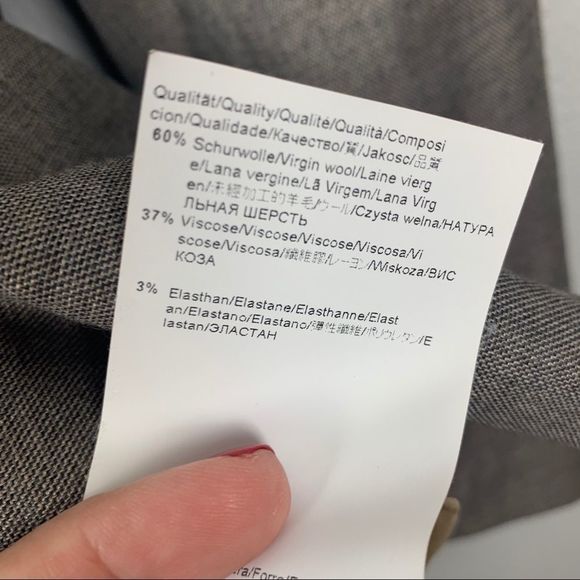 Qualität/Quality/Qualité/Qualità/Composi
cion/Qualidade/Качество/質/Jakosc/品質
60% Schurwolle/Virgin wool/Laine vierg
e/Lana vergine/Lã Virgem/Lana Virg
en/未經加工的羊毛/ウール/Czysta welna/НАТУРА
ЛЬНАЯ ШЕРСТЬ
37% Viscose/Viscose/Viscose/Viscosa/Vi
scose/Viscosa/纖維膠/レーヨン/Wiskoza/ВИС
КОЗА
3% Elasthan/Elastane/Elasthanne/Elast
an/Elastano/Elastano/彈性纖維/ポリウレタン/E
lastan/ЭЛАСТАН
ra/Forro/